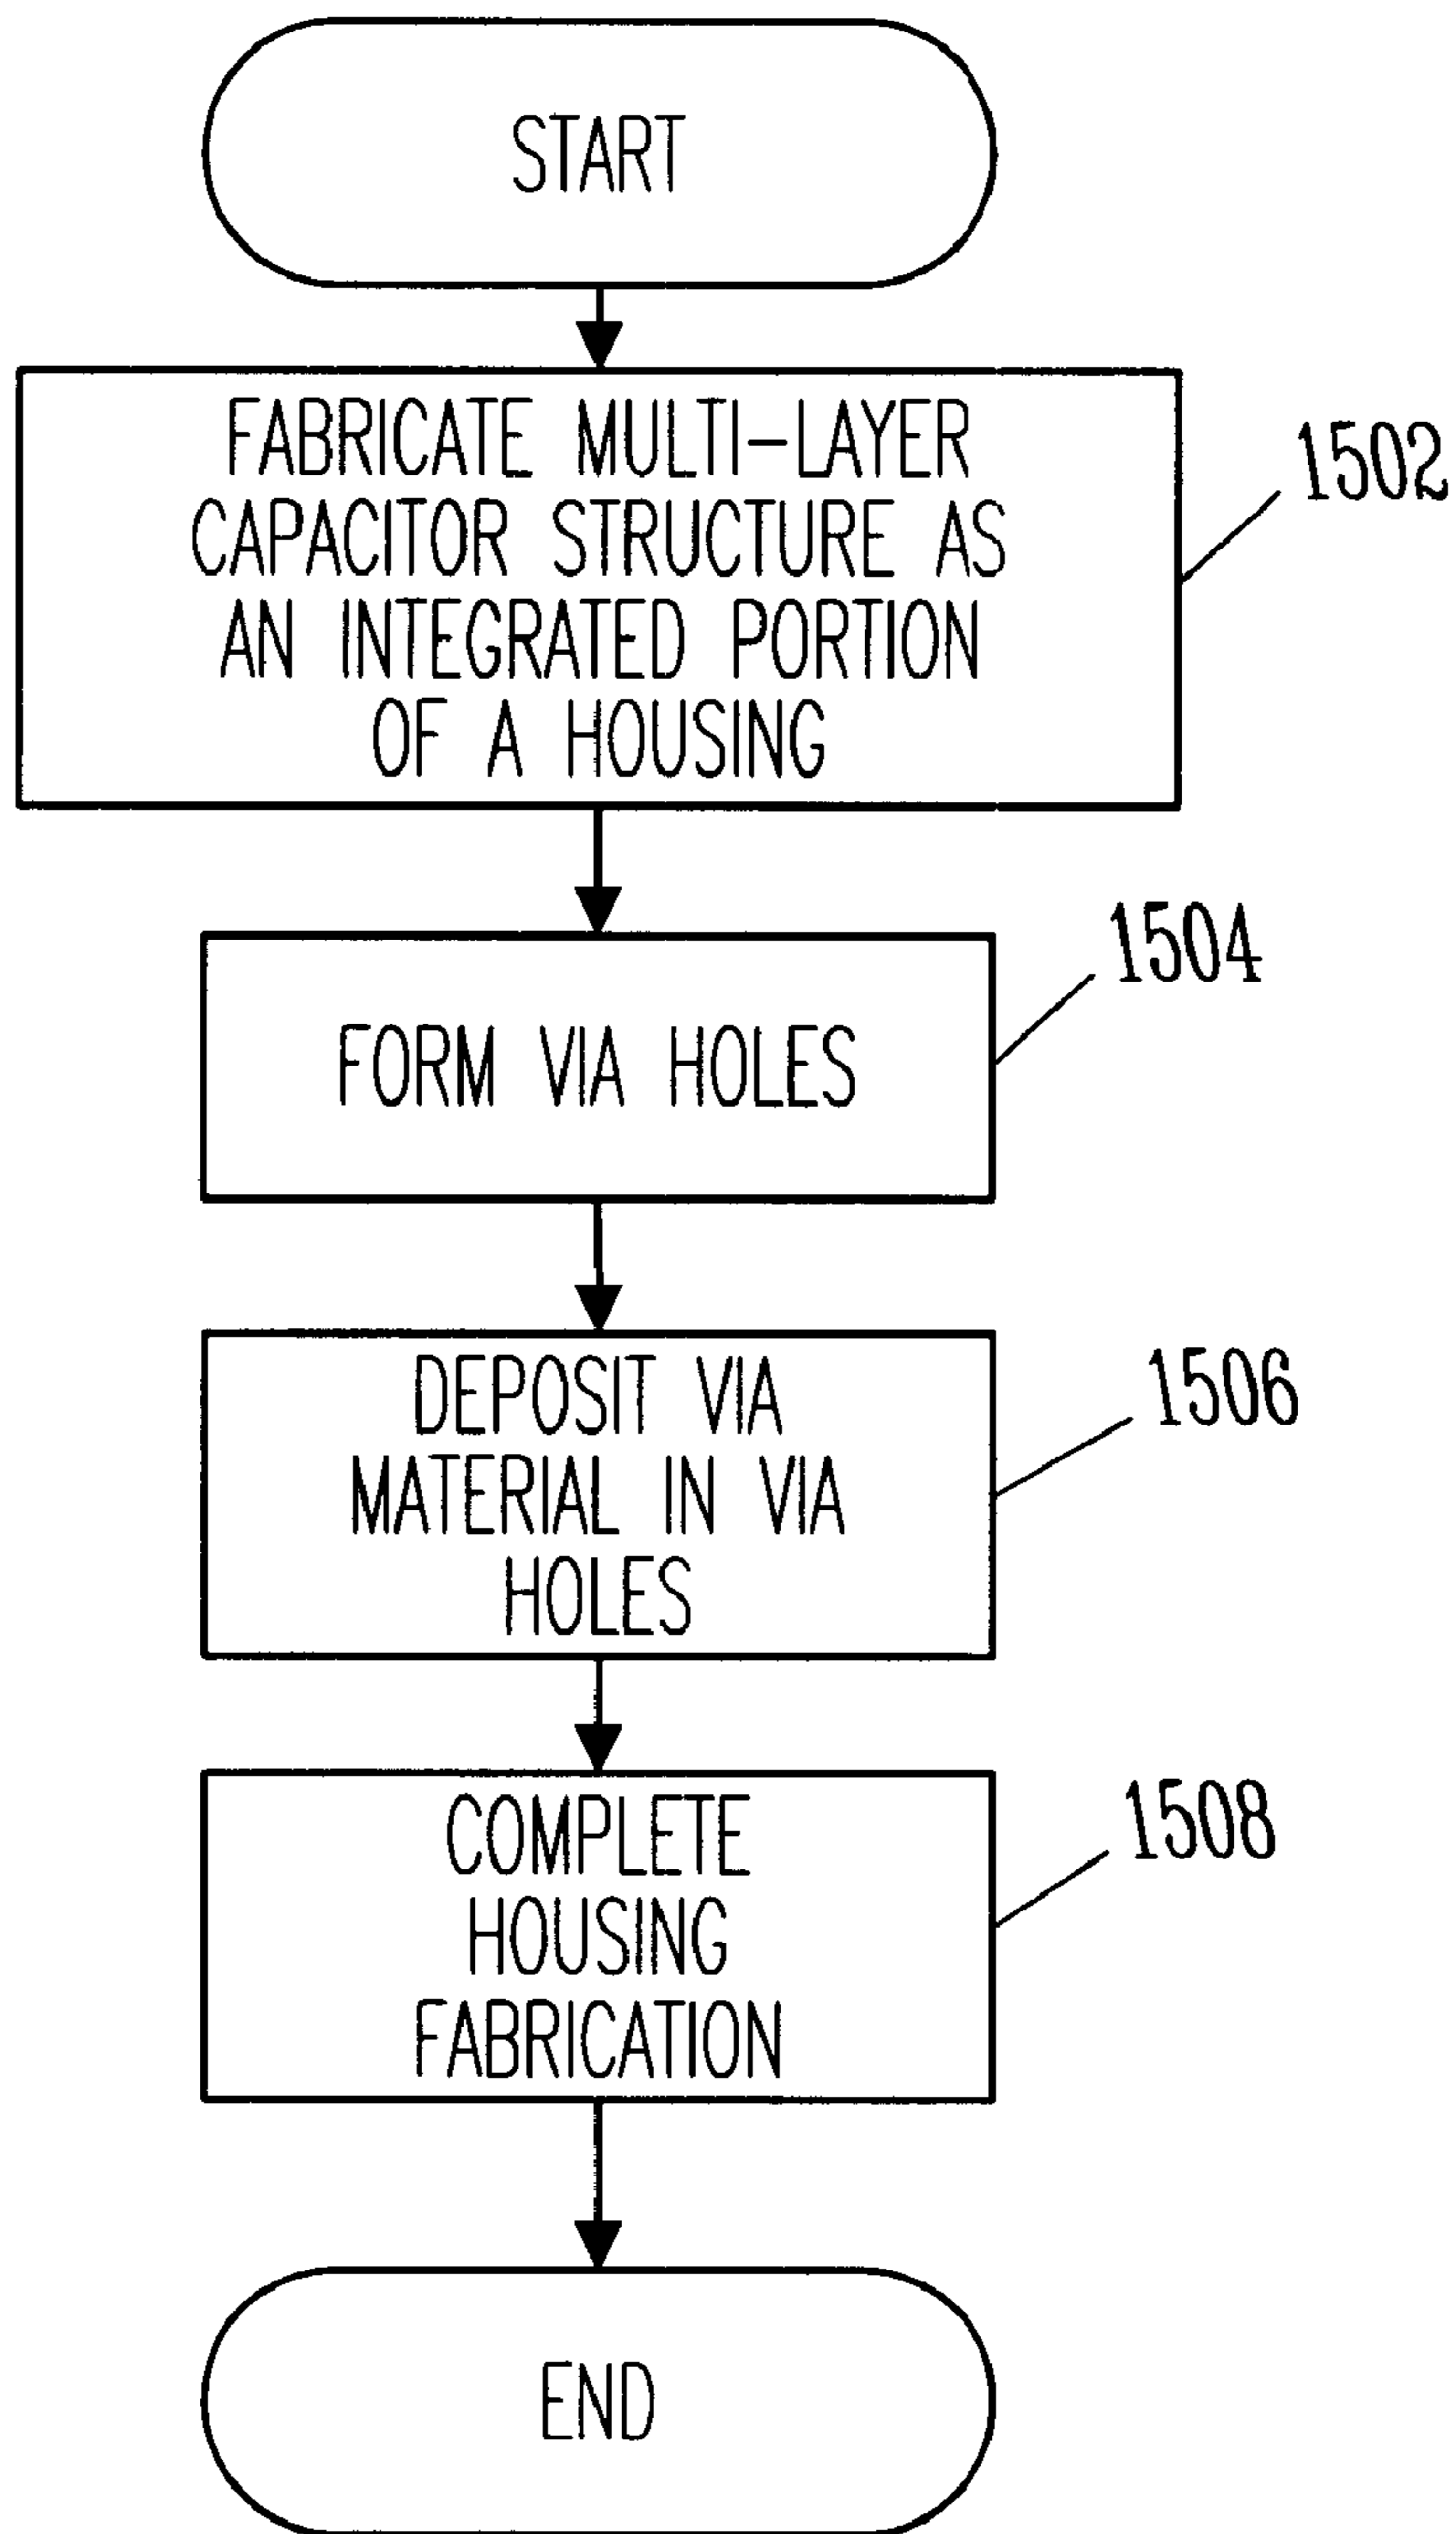 START
FABRICATE MULTI-LAYER
CAPACITOR STRUCTURE AS
AN INTEGRATED PORTION
OF A HOUSING
1502
FORM VIA HOLES
1504
DEPOSIT VIA
MATERIAL IN VIA
HOLES
1506
COMPLETE
HOUSING
FABRICATION
1508
END